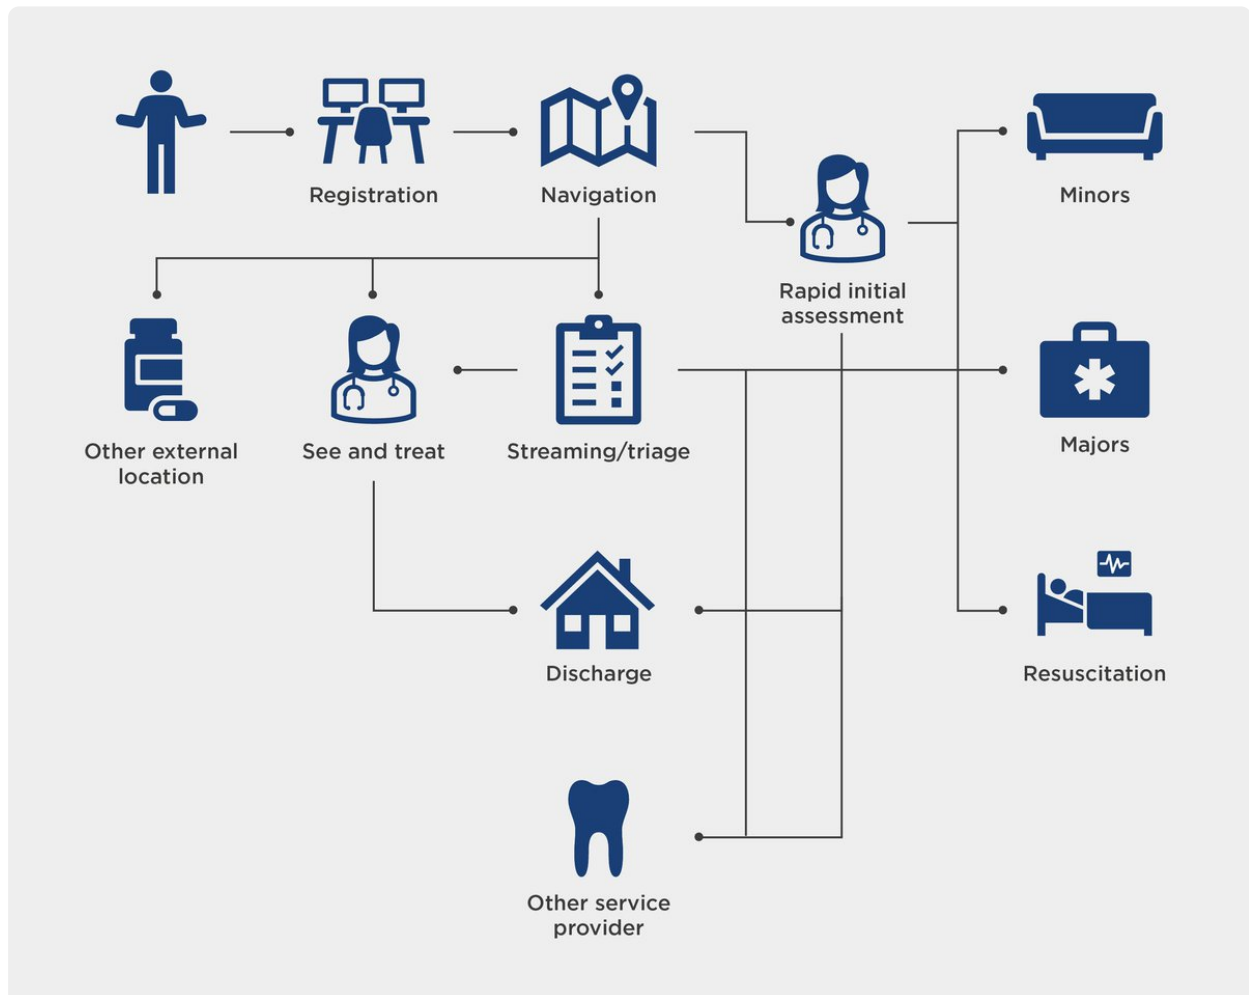 Registration
Navigation
Minors
Rapid initial
assessment
Other external
location
See and treat
Streaming/triage
Majors
Discharge
Resuscitation
Other service
provider